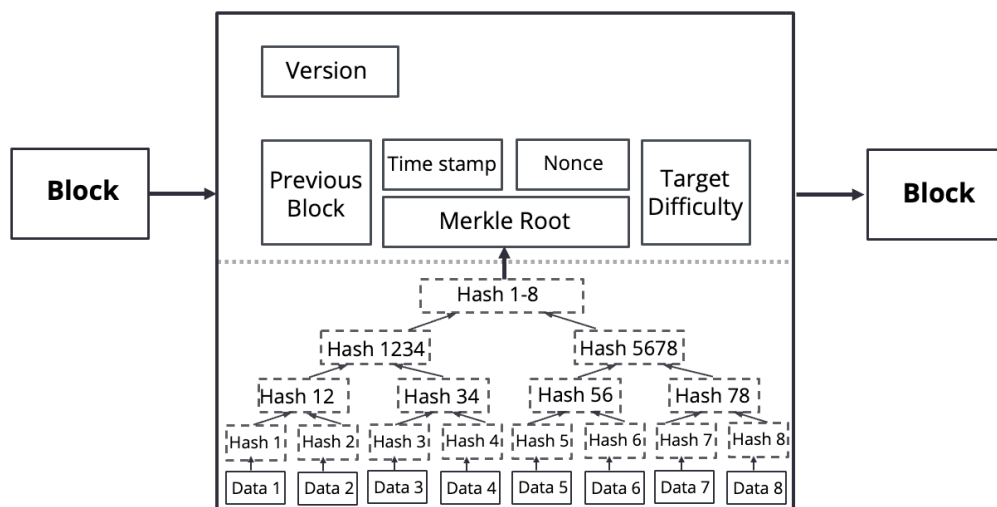 Version
Block
Previous
Block
Time stamp
Nonce
Merkle Root
Target
Difficulty
Block
Hash 1-8
Hash 1234
Hash 5678
Hash 12
Hash 34
Hash 56
Hash 78
Hash 1
Hash 2
Hash 3
Hash 4
Hash 5
Hash 6
Hash 7
Hash 8
Data 1
Data 2
Data 3
Data 4
Data 5
Data 6
Data 7
Data 8